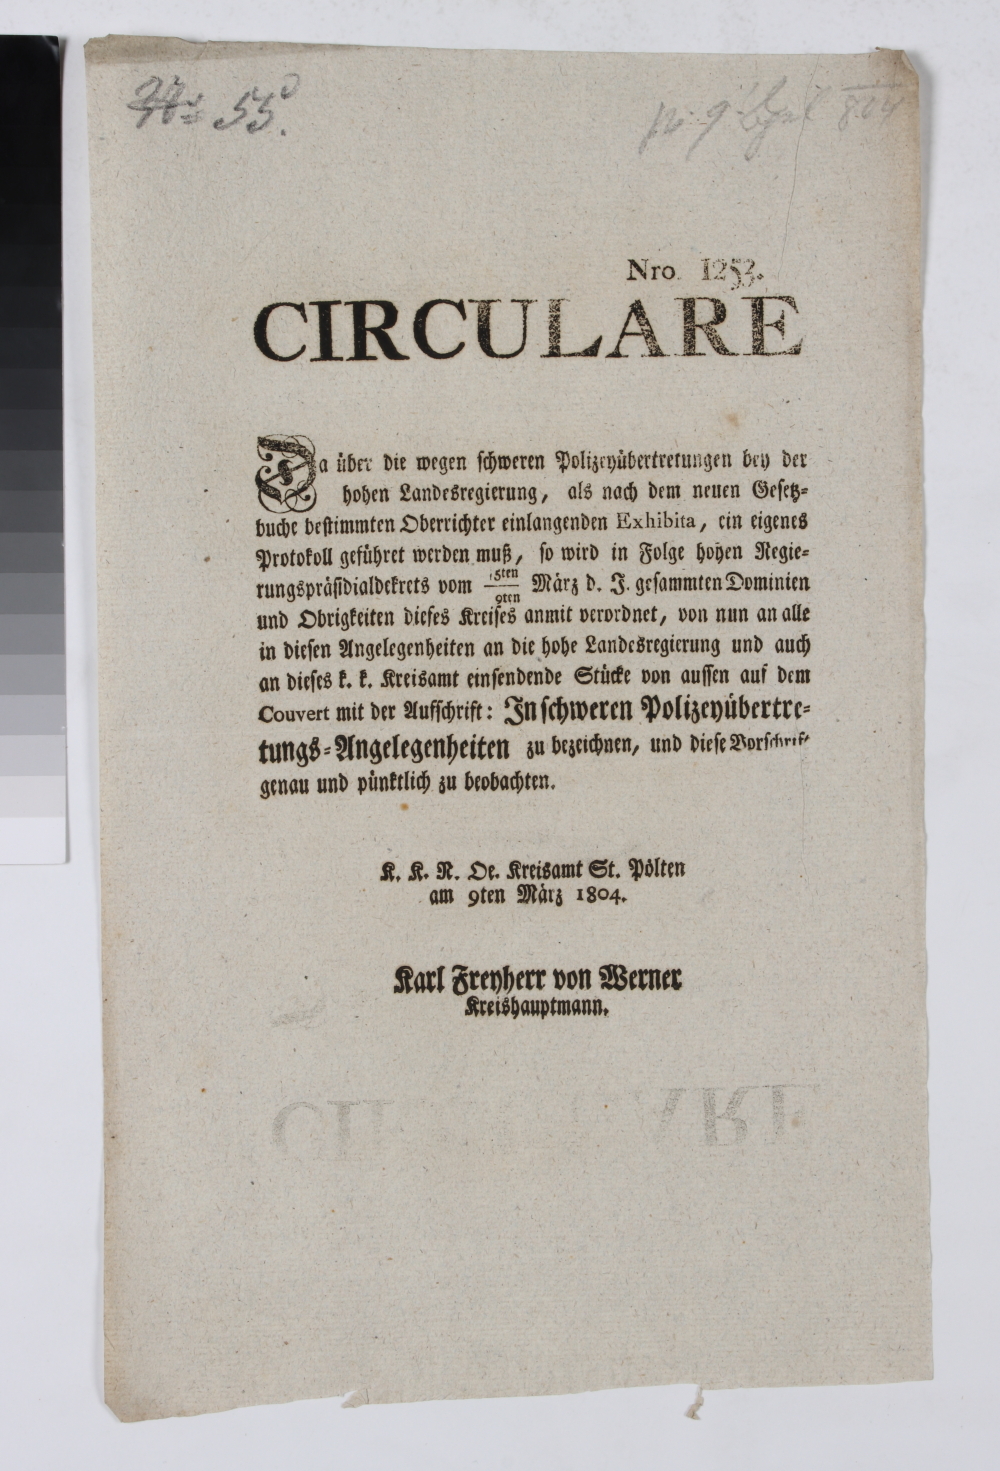 55.
Nro. 1253.
CIRCULARE
Da über die wegen schweren Polizeyübertretungen bey der
hohen Landesregierung, als nach dem neuen Gesetz-
buche bestimmten Oberrichter einlangenden Exhibita, ein eigenes
Protokoll geführet werden muß, so wird in Folge hohen Regie-
rungspräsidialdekrets vom 5ten/9ten März d. J. gesammten Dominien
und Obrigkeiten dieses Kreises anmit verordnet, von nun an alle
in diesen Angelegenheiten an die hohe Landesregierung und auch
an dieses k. k. Kreisamt einsendende Stücke von aussen auf dem
Couvert mit der Aufschrift: In schweren Polizeyübertre-
tungs-Angelegenheiten zu bezeichnen, und diese Vorschrift
genau und pünktlich zu beobachten.
K. K. N. Oe. Kreisamt St. Pölten
am 9ten März 1804.
Karl Freyherr von Werner
Kreishauptmann.